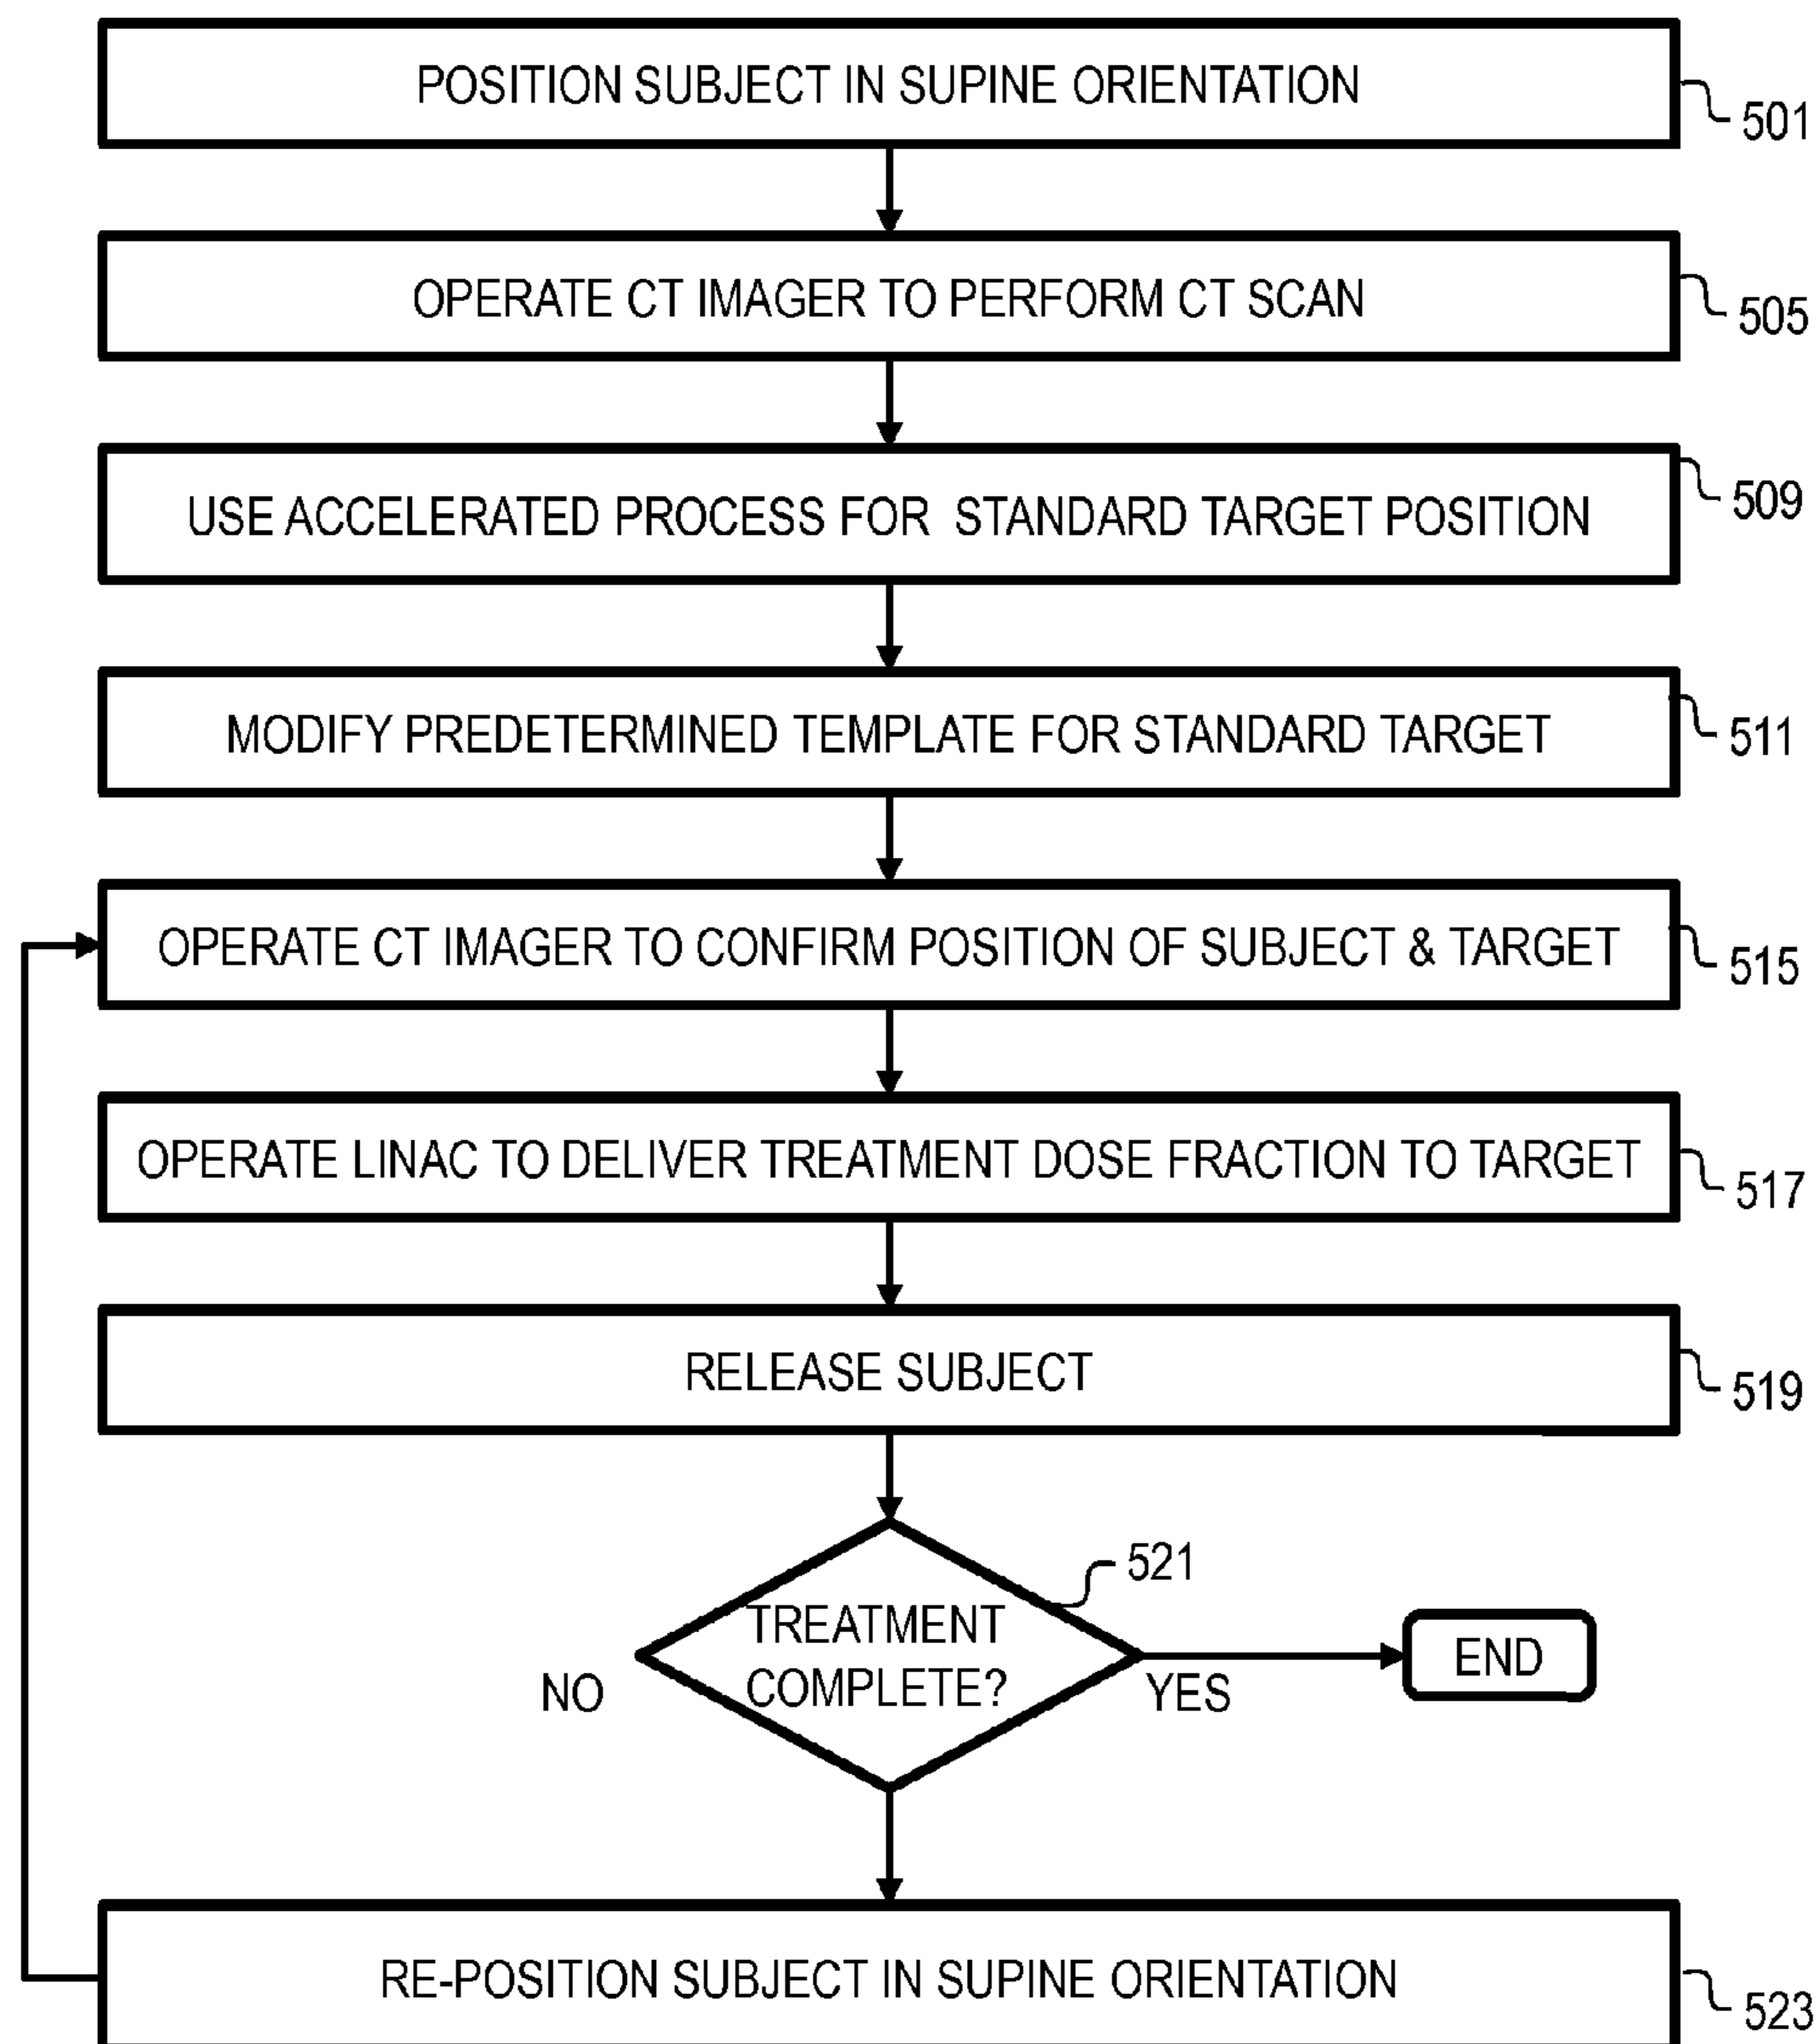 POSITION SUBJECT IN SUPINE ORIENTATION
501
OPERATE CT IMAGER TO PERFORM CT SCAN
505
USE ACCELERATED PROCESS FOR STANDARD TARGET POSITION
509
MODIFY PREDETERMINED TEMPLATE FOR STANDARD TARGET
511
OPERATE CT IMAGER TO CONFIRM POSITION OF SUBJECT & TARGET
515
OPERATE LINAC TO DELIVER TREATMENT DOSE FRACTION TO TARGET
517
RELEASE SUBJECT
519
521
TREATMENT
COMPLETE?
NO
YES
END
RE-POSITION SUBJECT IN SUPINE ORIENTATION
523